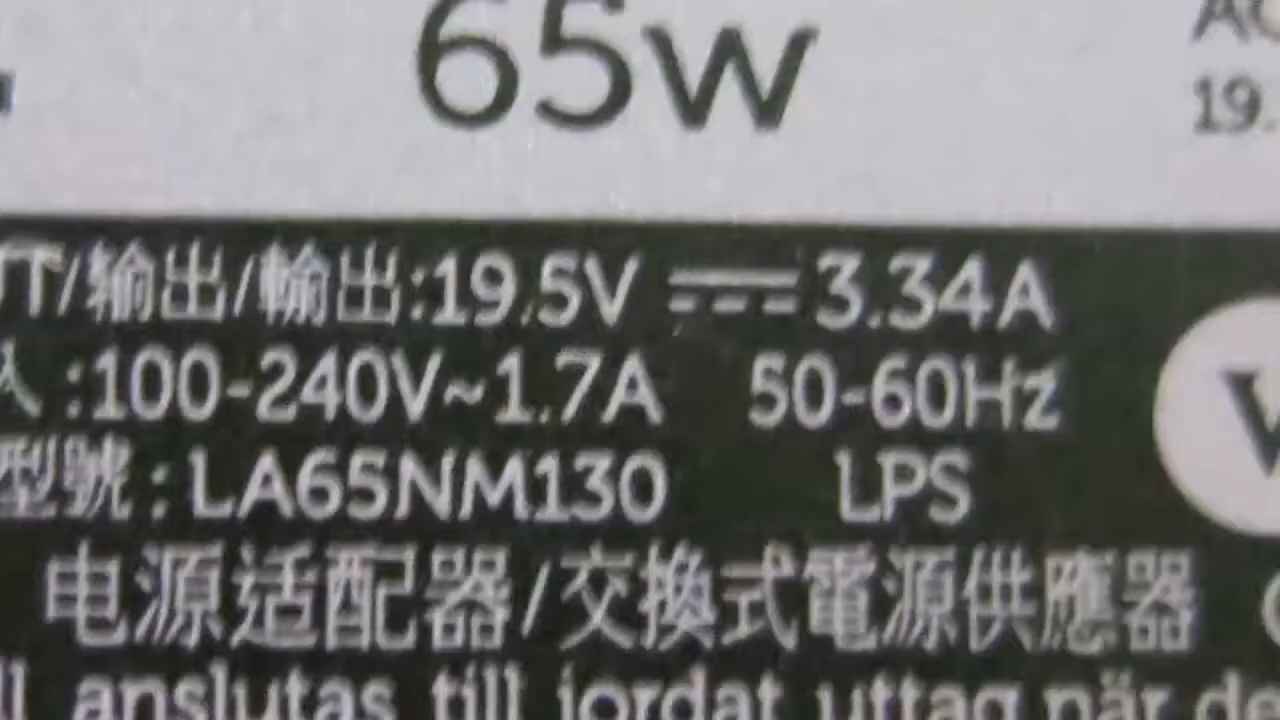 65W
AC
19.
UT/输出/輸出:19.5V ⎓ 3.34A
入:100-240V~1.7A 50-60Hz
型號:LA65NM130 LPS
电源适配器/交換式電源供應器
anslutas till jordat uttag när de